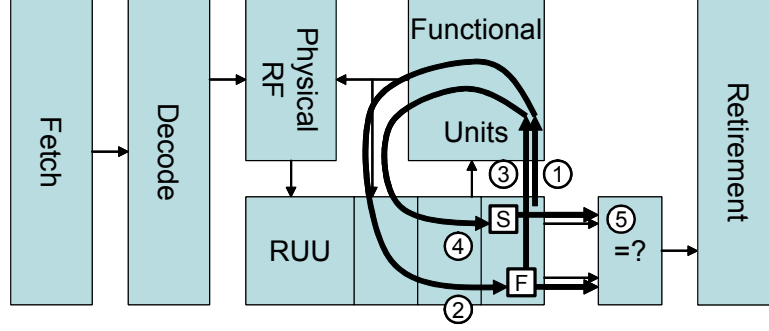 Fetch
Decode
Physical
RF
Functional
Units
Retirement
③
①
RUU
S
⑤
④
=?
F
②